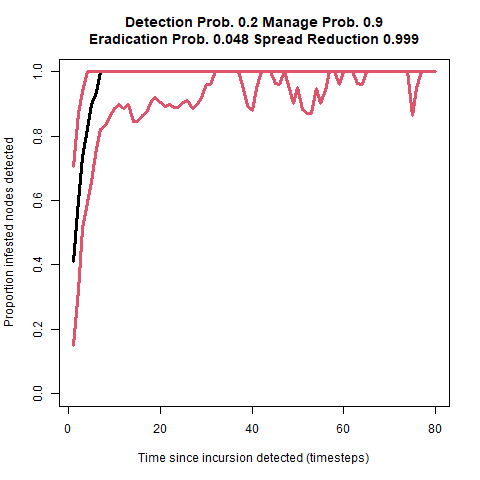 Detection Prob. 0.2 Manage Prob. 0.9
Eradication Prob. 0.048 Spread Reduction 0.999
Proportion infested nodes detected
1.0
0.8
0.6
0.4
0.2
0.0
0
20
40
60
80
Time since incursion detected (timesteps)